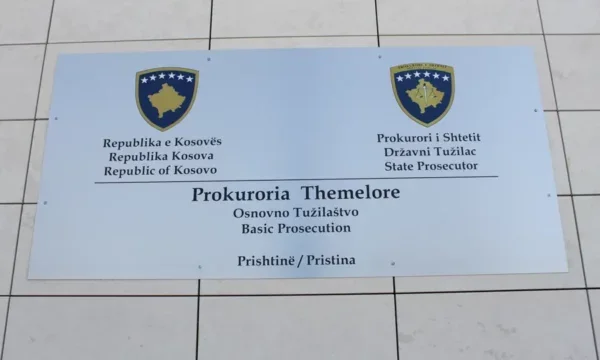 Republika e Kosovës
Republika Kosova
Republic of Kosovo
Prokurori i Shtetit
Državni Tužilac
State Prosecutor
Prokuroria Themelore
Osnovno Tužilaštvo
Basic Prosecution
Prishtinë / Pristina